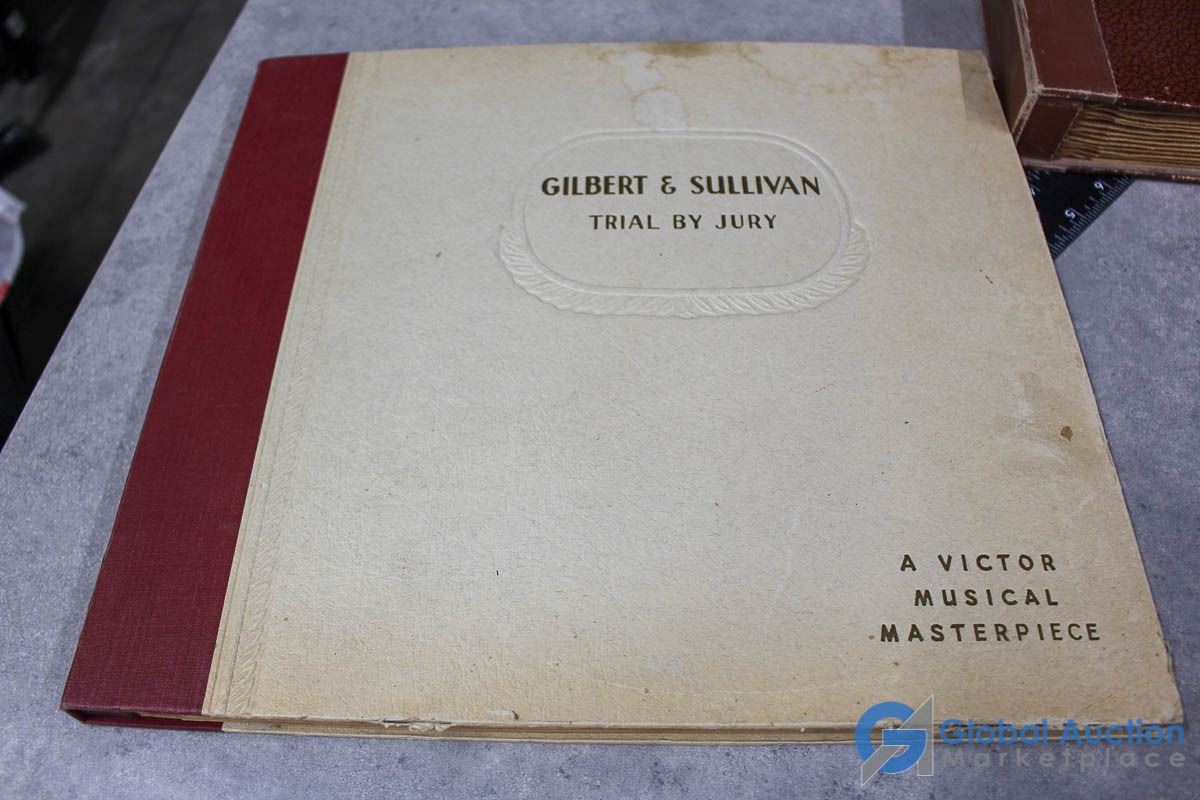 GILBERT & SULLIVAN
TRIAL BY JURY
A VICTOR
MUSICAL
MASTERPIECE
Global Auction
Marketplace